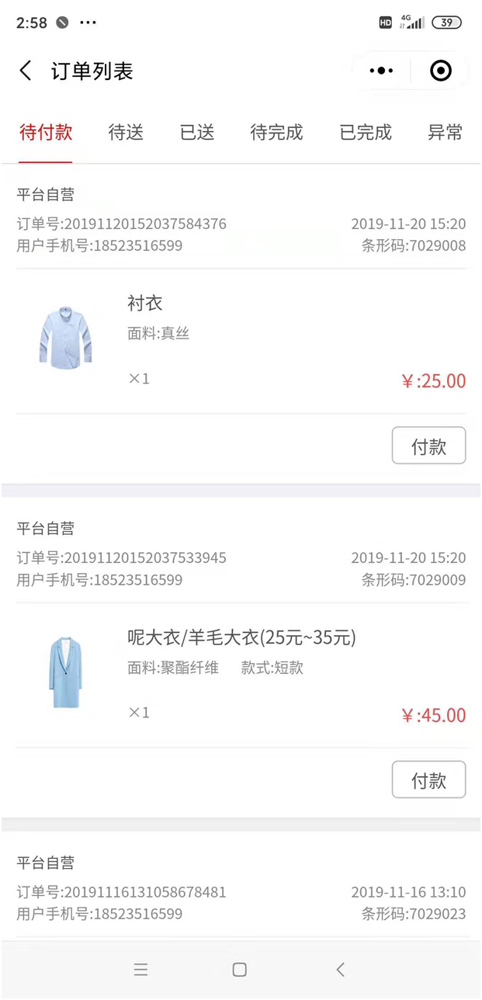 2:58
HD 4G 39
订单列表
待付款 待送 已送 待完成 已完成 异常
平台自营
订单号:20191120152037584376 2019-11-20 15:20
用户手机号:18523516599 条形码:7029008
衬衣
面料:真丝
×1 ￥:25.00
付款
平台自营
订单号:20191120152037533945 2019-11-20 15:20
用户手机号:18523516599 条形码:7029009
呢大衣/羊毛大衣(25元~35元)
面料:聚酯纤维 款式:短款
×1 ￥:45.00
付款
平台自营
订单号:20191116131058678481 2019-11-16 13:10
用户手机号:18523516599 条形码:7029023